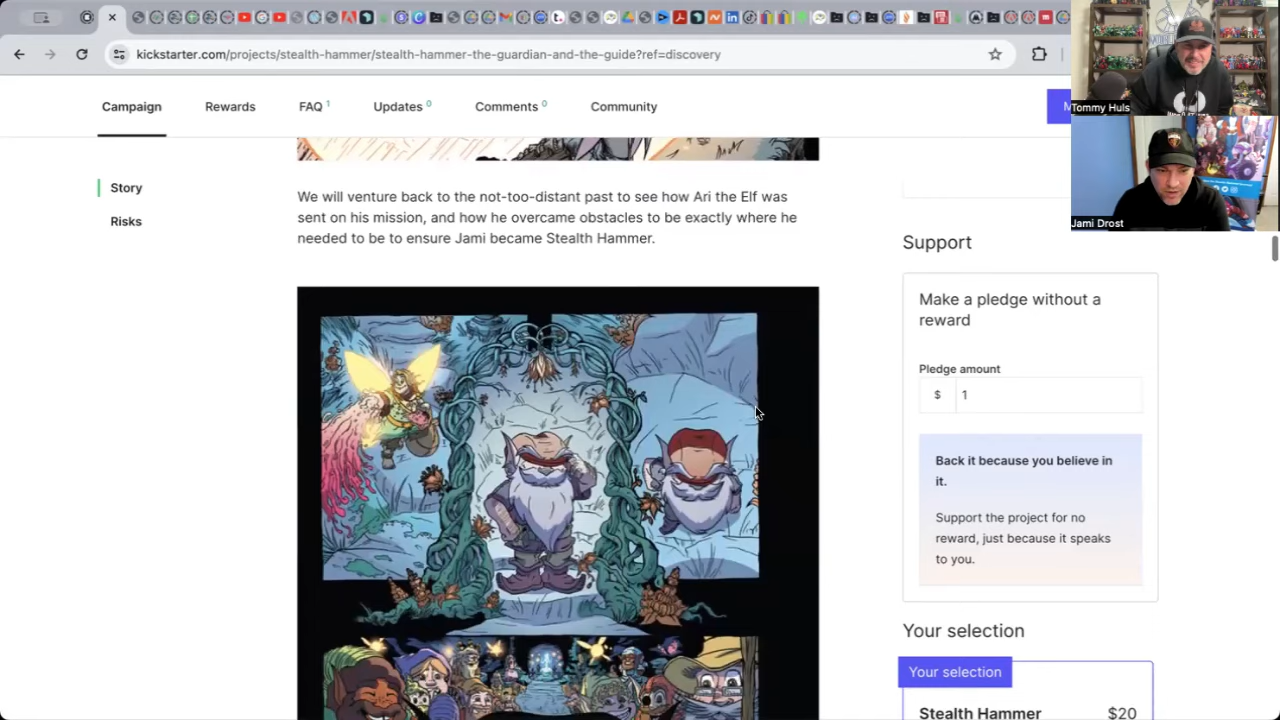 kickstarter.com/projects/stealth-hammer/stealth-hammer-the-guardian-and-the-guide?ref=discovery
Campaign
Rewards
FAQ 1
Updates 0
Comments 0
Community
Tommy Huls
Jami Drost
Story
Risks
We will venture back to the not-too-distant past to see how Ari the Elf was
sent on his mission, and how he overcame obstacles to be exactly where he
needed to be to ensure Jami became Stealth Hammer.
Support
Make a pledge without a
reward
Pledge amount
$ 1
Back it because you believe in
it.
Support the project for no
reward, just because it speaks
to you.
Your selection
Your selection
Stealth Hammer $20